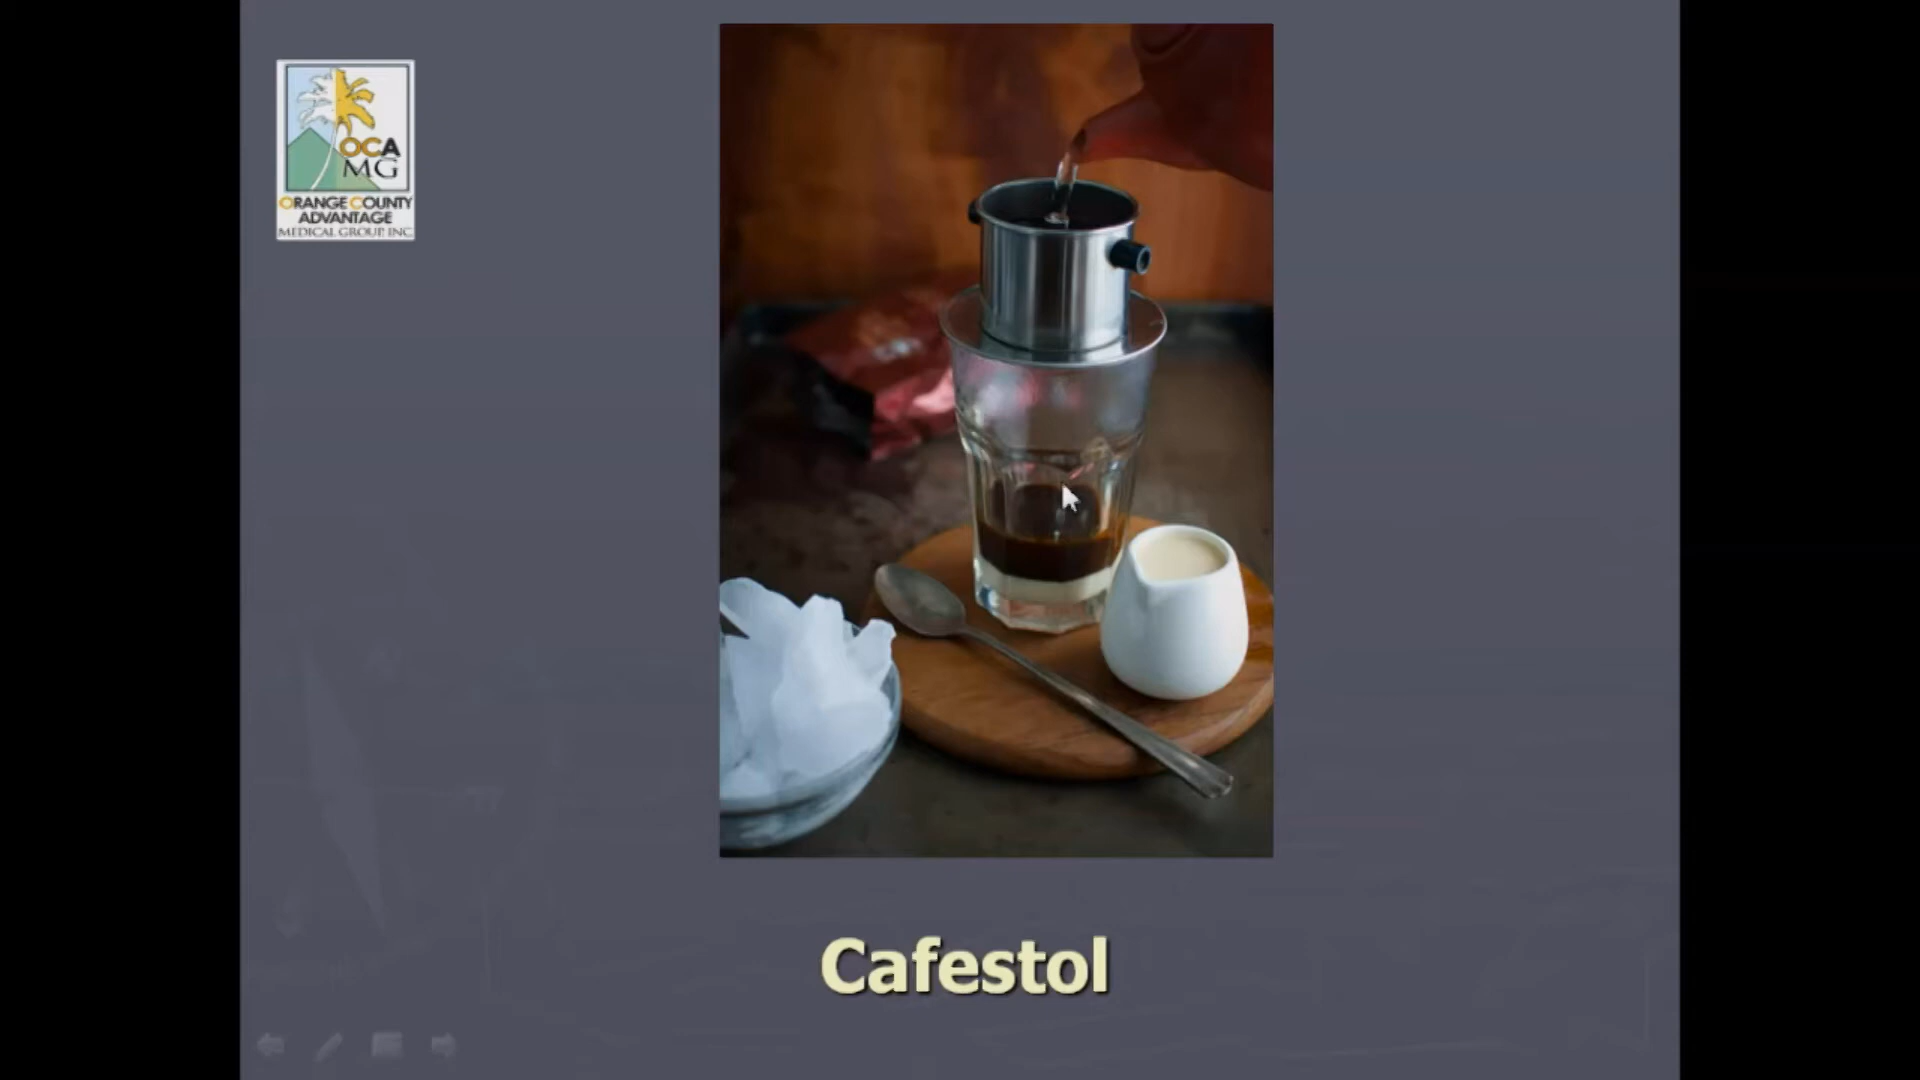 OCA
MG
ORANGE COUNTY
ADVANTAGE
MEDICAL GROUP, INC.
Cafestol